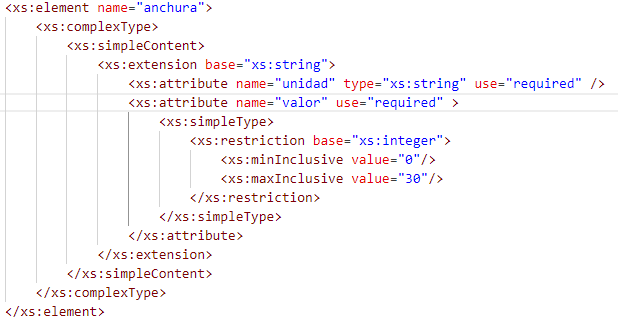 <xs:element name="anchura">
<xs:complexType>
<xs:simpleContent>
<xs:extension base="xs:string">
<xs:attribute name="unidad" type="xs:string" use="required" />
<xs:attribute name="valor" use="required" >
<xs:simpleType>
<xs:restriction base="xs:integer">
<xs:minInclusive value="0"/>
<xs:maxInclusive value="30"/>
</xs:restriction>
</xs:simpleType>
</xs:attribute>
</xs:extension>
</xs:simpleContent>
</xs:complexType>
</xs:element>